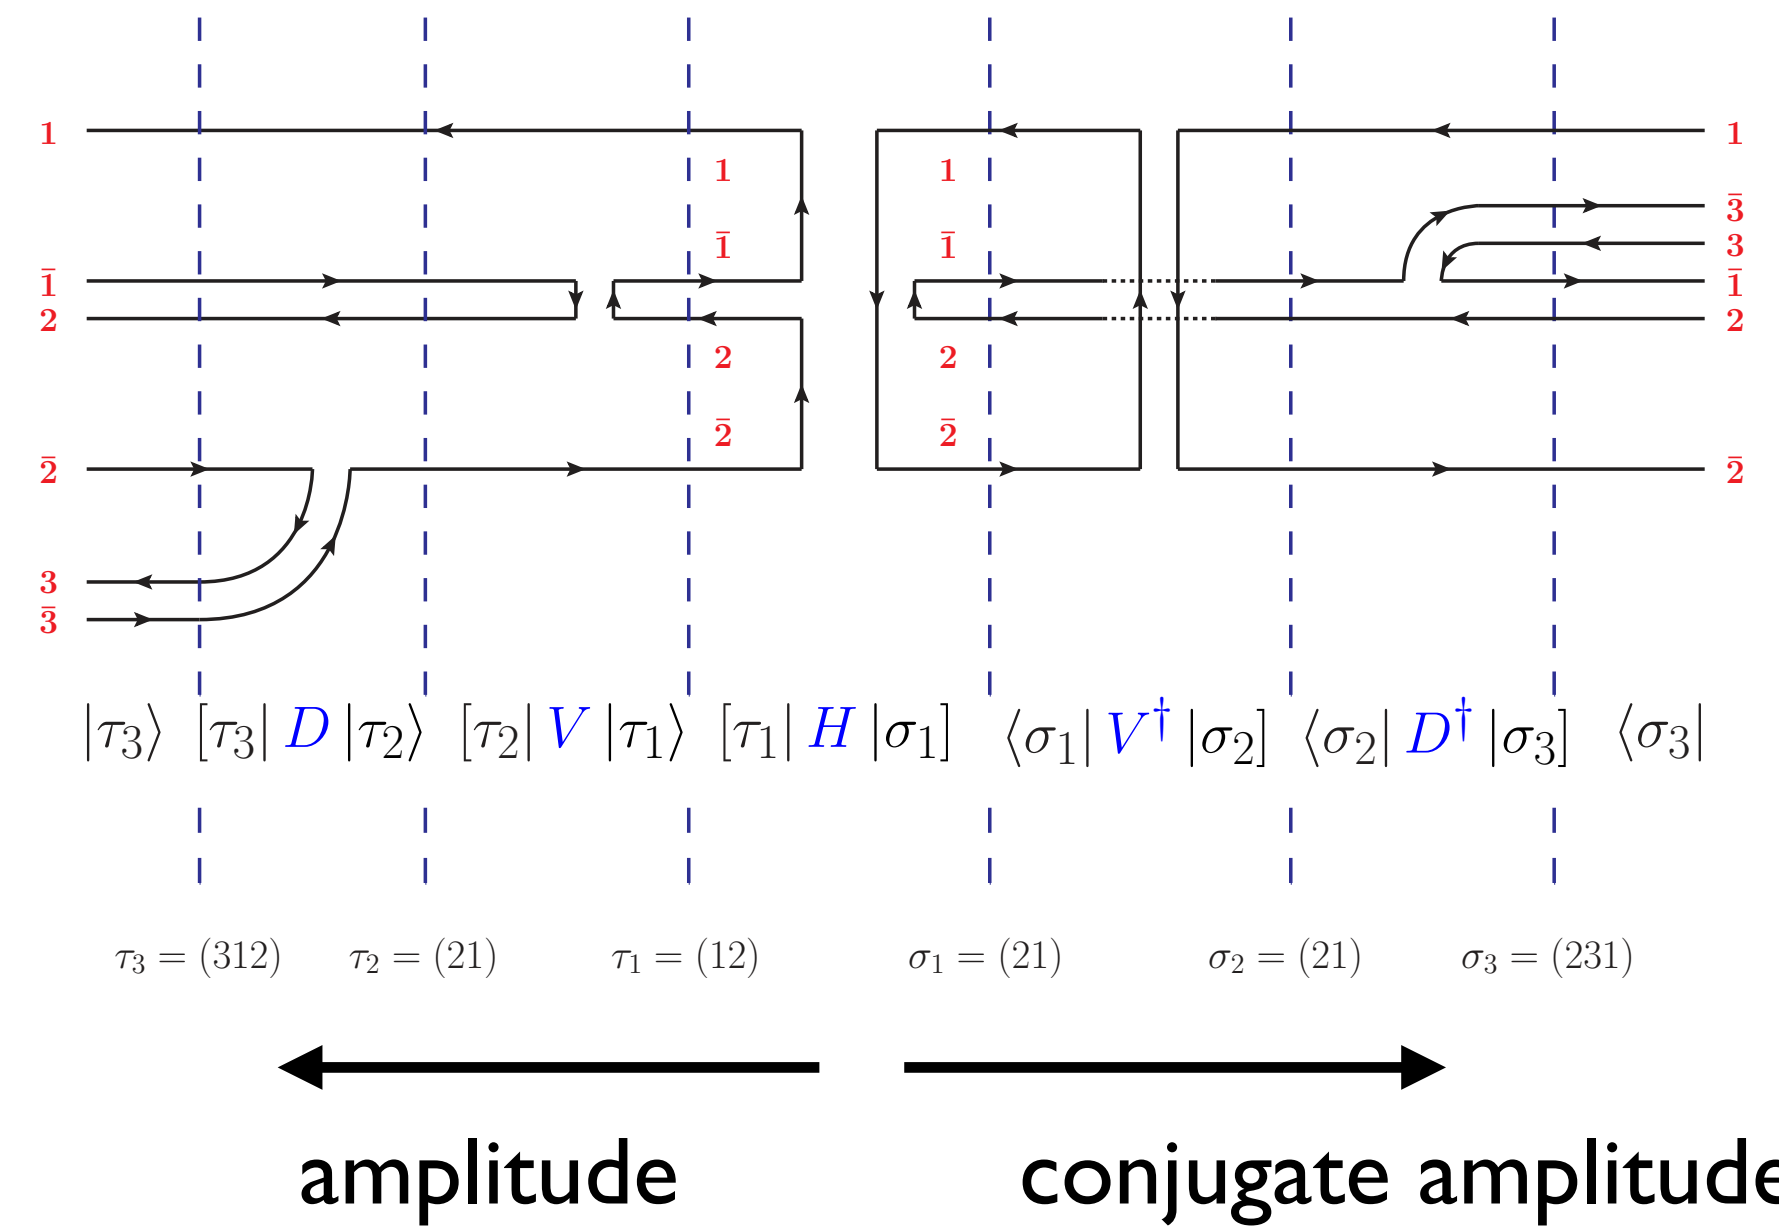 1 1
1 1
3̄
1̄ 1̄ 3
1̄ 1̄
2 2
2 2
2̄ 2̄
2̄ 2̄
3
3̄
|τ₃⟩ [τ₃| D |τ₂⟩ [τ₂| V |τ₁⟩ [τ₁| H |σ₁] ⟨σ₁| V† |σ₂] ⟨σ₂| D† |σ₃] ⟨σ₃|
τ₃ = (312) τ₂ = (21) τ₁ = (12) σ₁ = (21) σ₂ = (21) σ₃ = (231)
amplitude conjugate amplitude